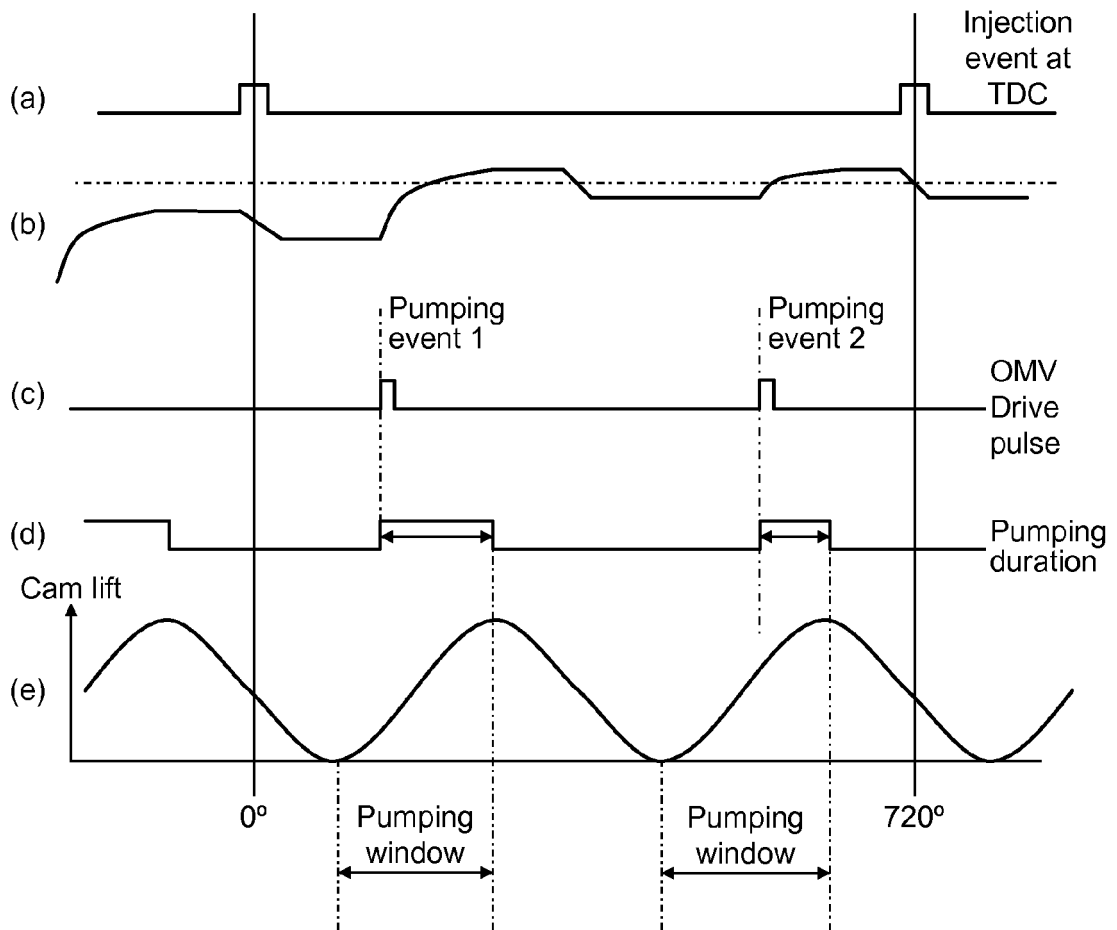 Injection
event at
TDC
(a)
(b)
Pumping
event 1
Pumping
event 2
(c)
OMV
Drive
pulse
(d)
Pumping
duration
Cam lift
(e)
0º
Pumping
window
Pumping
window
720º